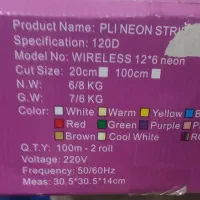 Product Name: PLI NEON STRI
Specification: 120D
Model No: WIRELESS 12*6 neon
Cut Size: 20cm 100cm
N.W: 6/8 KG
G.W: 7/6 KG
Color: White Warm Yellow B
Red Green Purple
Brown Cool White R
Q.T.Y: 100m - 2 roll
Voltage: 220V
Frequency: 50/60Hz
Meas: 30.5*30.5*14cm